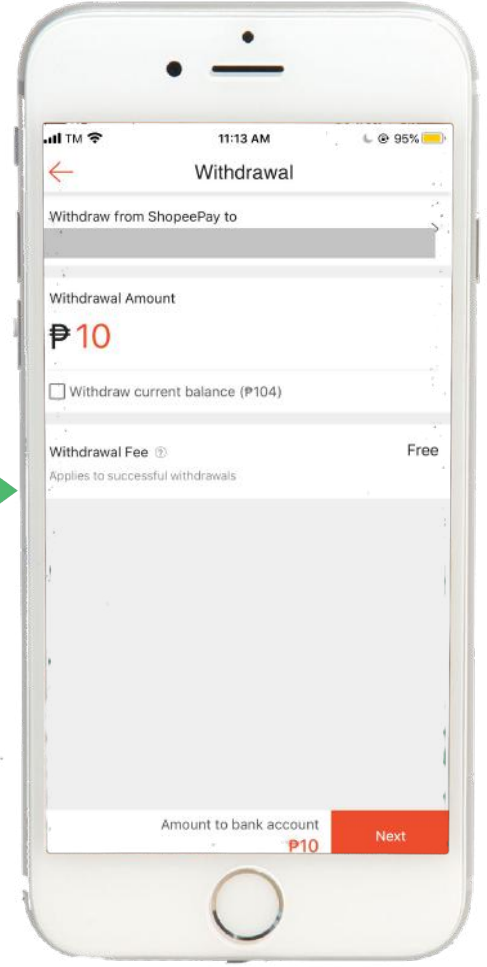 TM 11:13 AM 95%
Withdrawal
Withdraw from ShopeePay to
Withdrawal Amount
₱10
Withdraw current balance (₱104)
Withdrawal Fee Free
Applies to successful withdrawals
Amount to bank account
₱10
Next